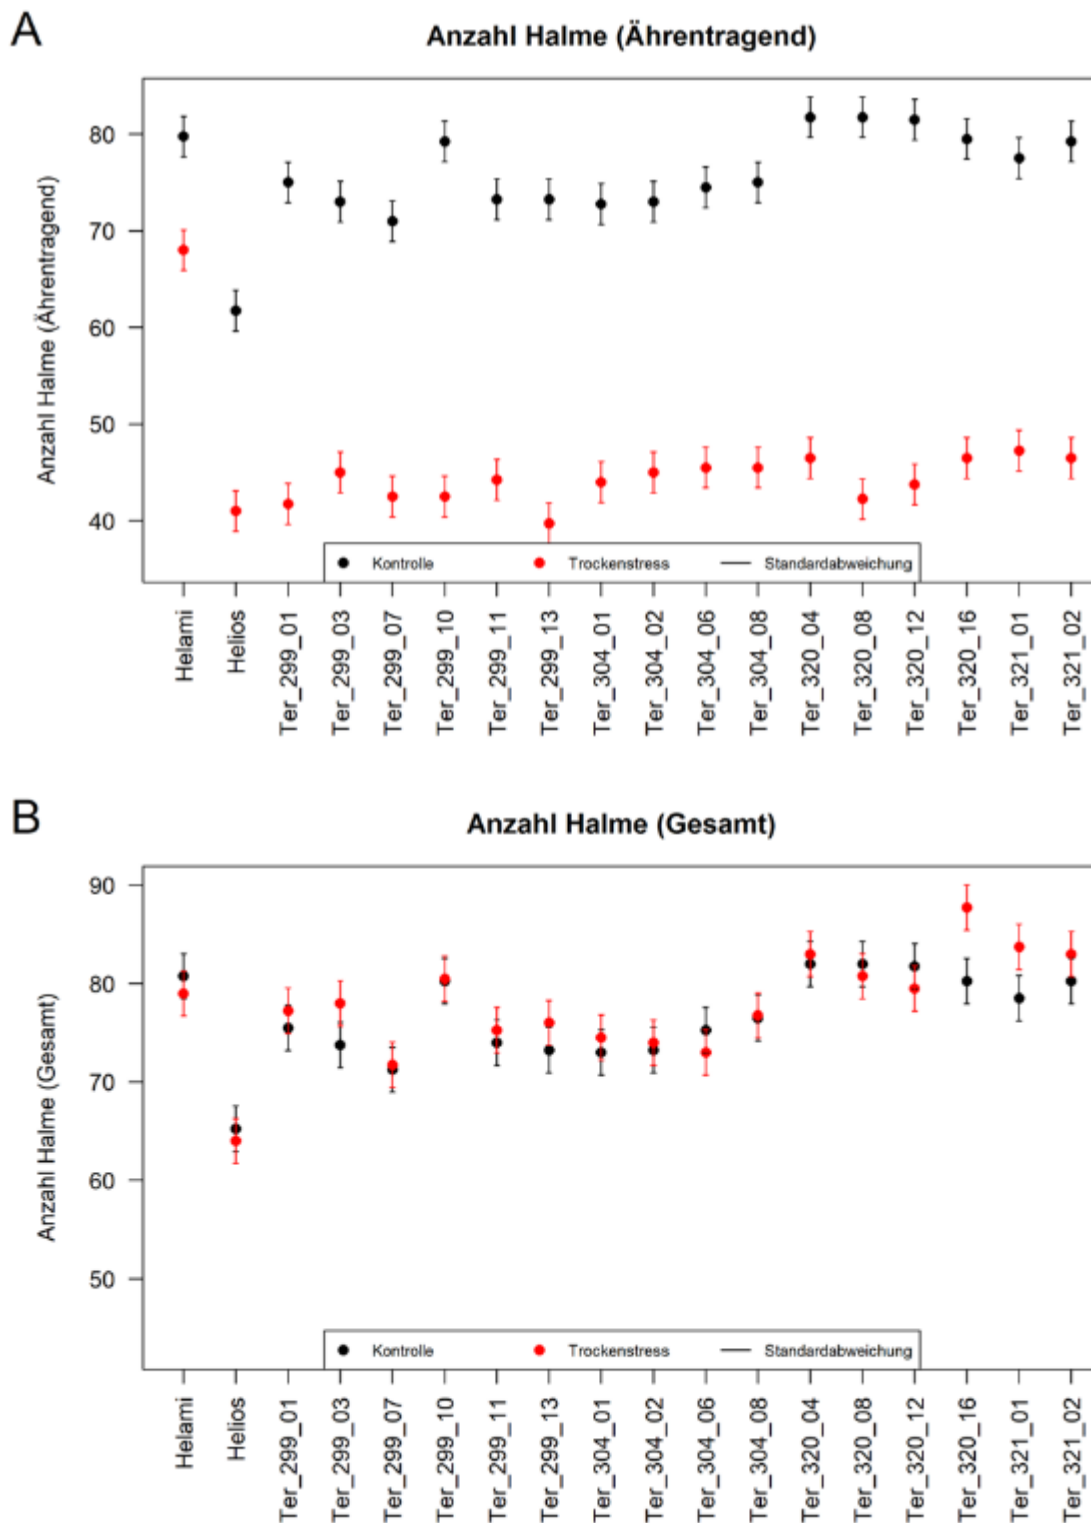 A
Anzahl Halme (Ährentragend)
Anzahl Halme (Ährentragend)
80
70
60
50
40
Kontrolle Trockenstress Standardabweichung
Helami
Helios
Ter_299_01
Ter_299_03
Ter_299_07
Ter_299_10
Ter_299_11
Ter_299_13
Ter_304_01
Ter_304_02
Ter_304_06
Ter_304_08
Ter_320_04
Ter_320_08
Ter_320_12
Ter_320_16
Ter_321_01
Ter_321_02
B
Anzahl Halme (Gesamt)
Anzahl Halme (Gesamt)
90
80
70
60
50
Kontrolle Trockenstress Standardabweichung
Helami
Helios
Ter_299_01
Ter_299_03
Ter_299_07
Ter_299_10
Ter_299_11
Ter_299_13
Ter_304_01
Ter_304_02
Ter_304_06
Ter_304_08
Ter_320_04
Ter_320_08
Ter_320_12
Ter_320_16
Ter_321_01
Ter_321_02